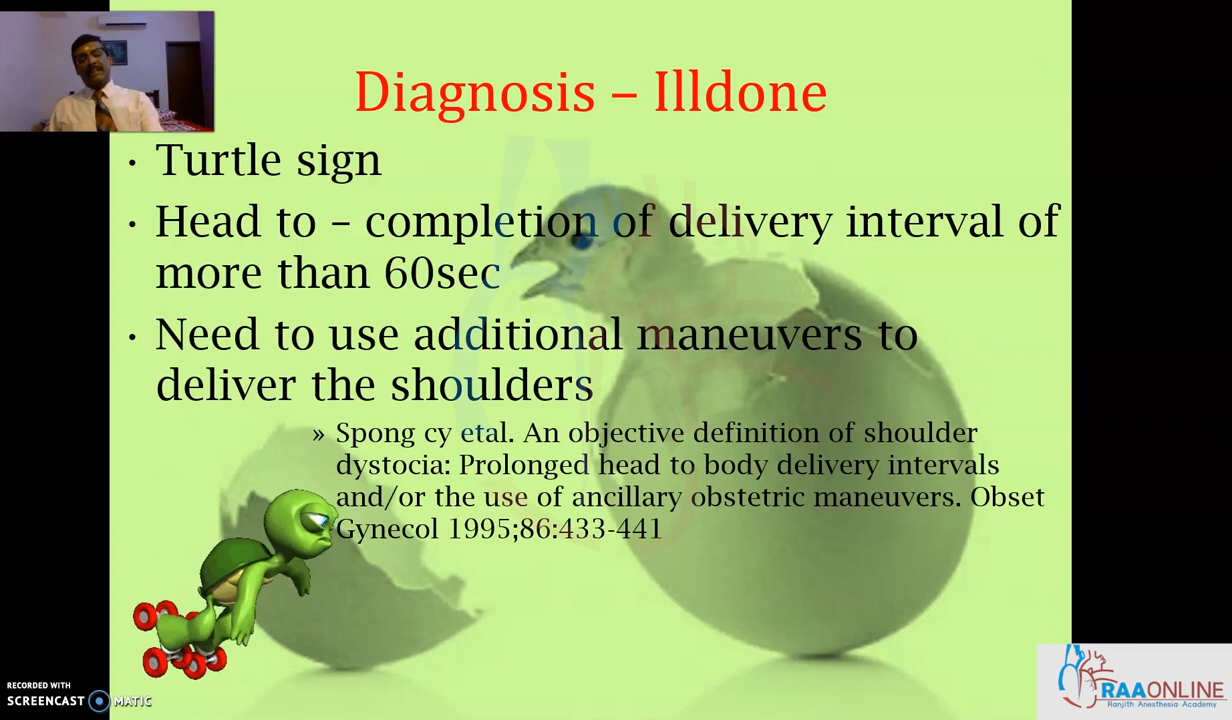 Diagnosis – Illdone
· Turtle sign
· Head to – completion of delivery interval of
more than 60sec
· Need to use additional maneuvers to
deliver the shoulders
» Spong cy etal. An objective definition of shoulder
dystocia: Prolonged head to body delivery intervals
and/or the use of ancillary obstetric maneuvers. Obset
Gynecol 1995;86:433-441
RECORDED WITH
SCREENCAST MATIC
RAAONLINE
Ranjith Anesthesia Academy